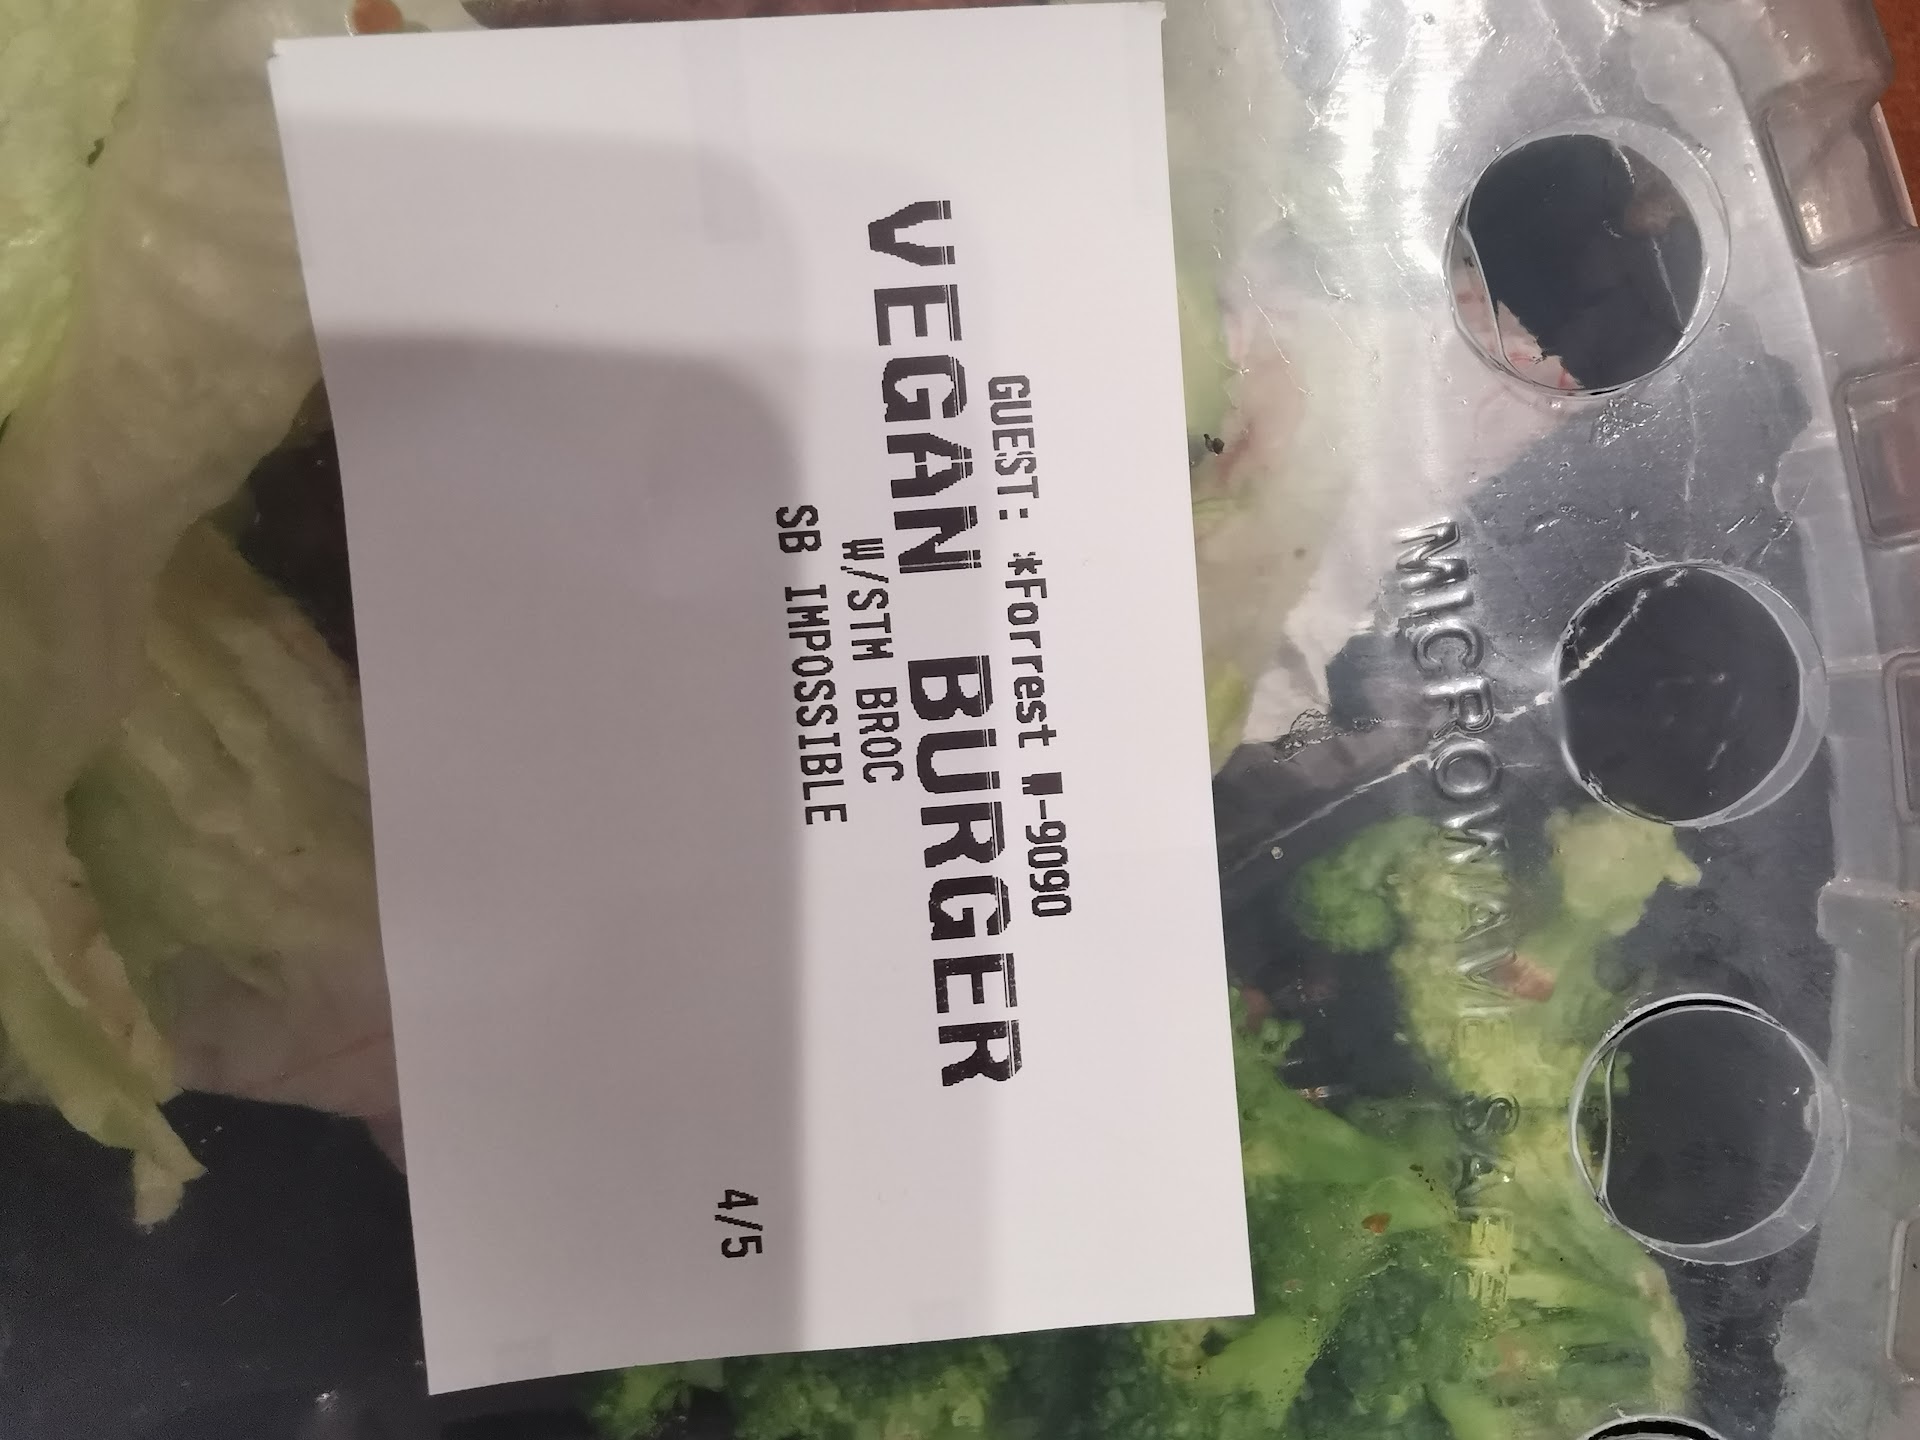 GUEST: *Forrest W-9090
VEGAN BURGER
W/STM BROC
SB IMPOSSIBLE
4/5
MICROWAVE SAFE